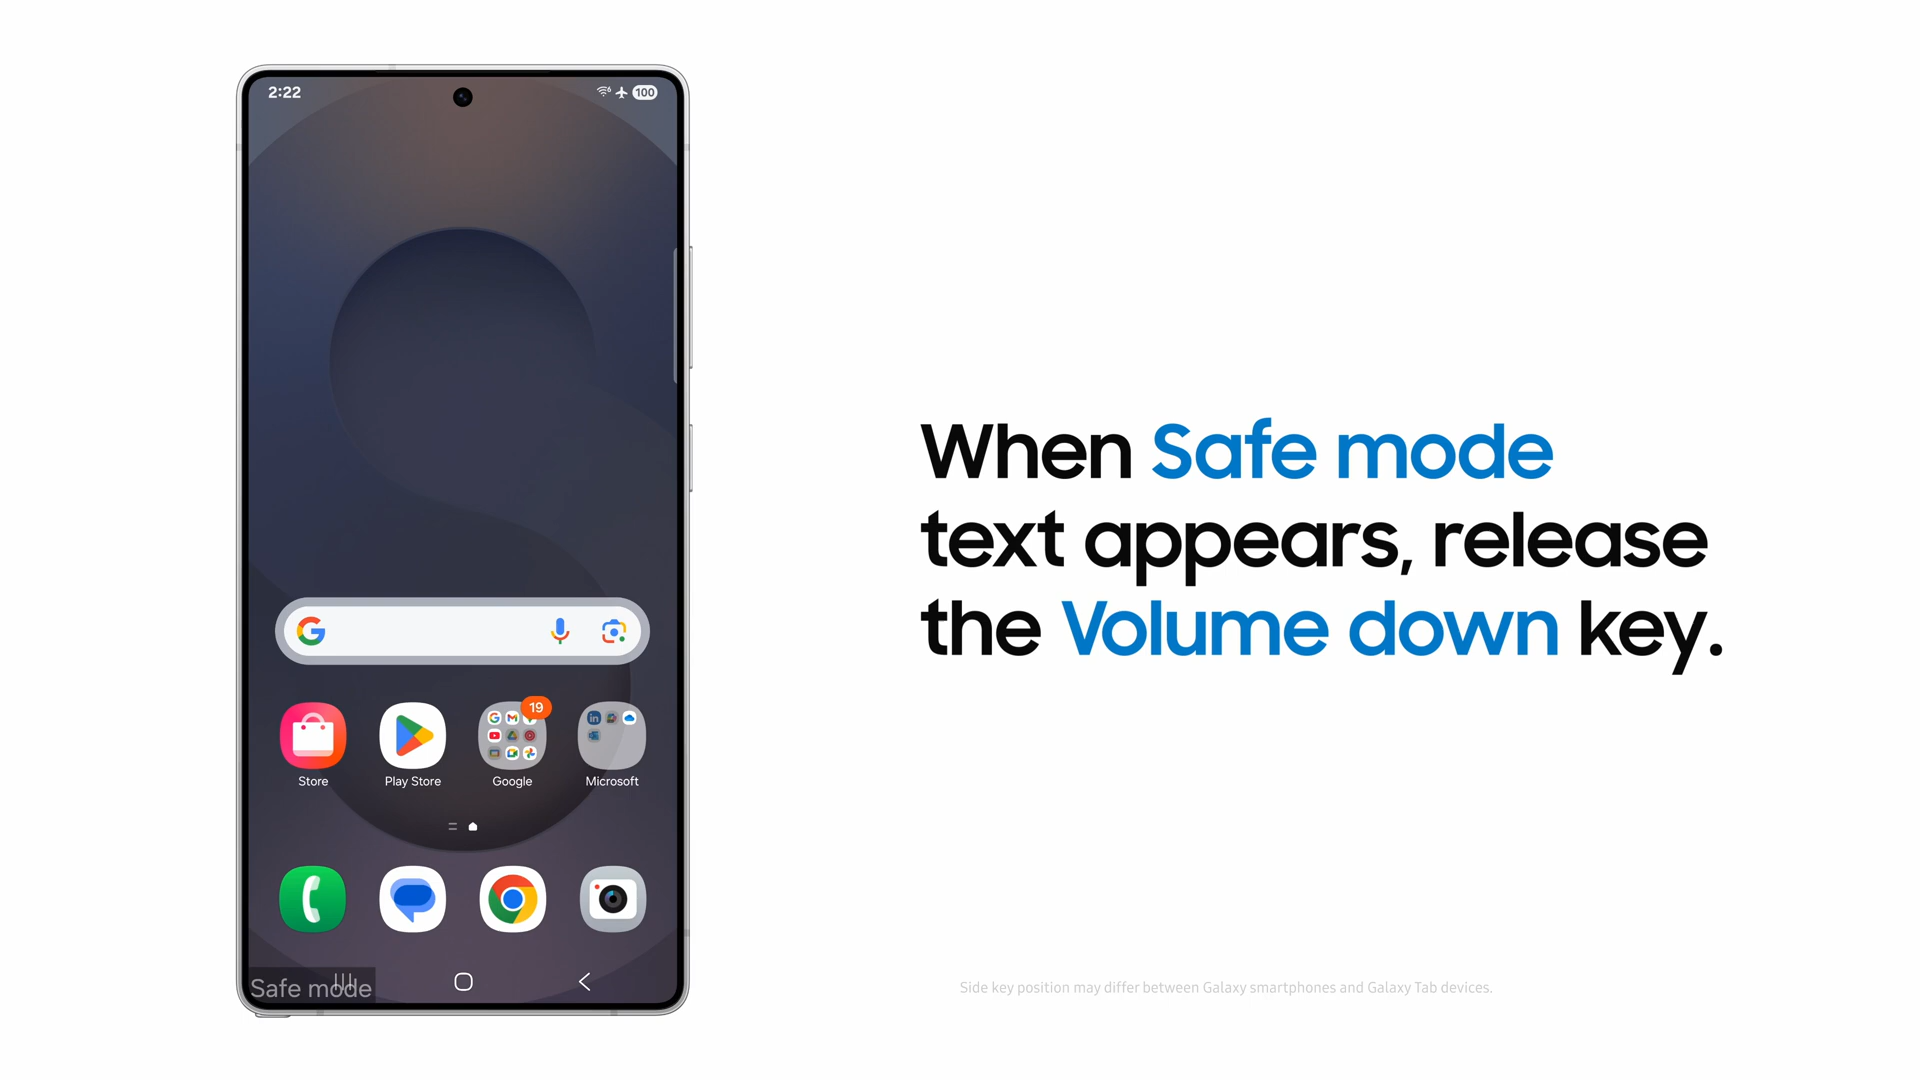 2:22
100
When Safe mode
text appears, release
the Volume down key.
19
Store
Play Store
Google
Microsoft
Safe mode
Side key position may differ between Galaxy smartphones and Galaxy Tab devices.